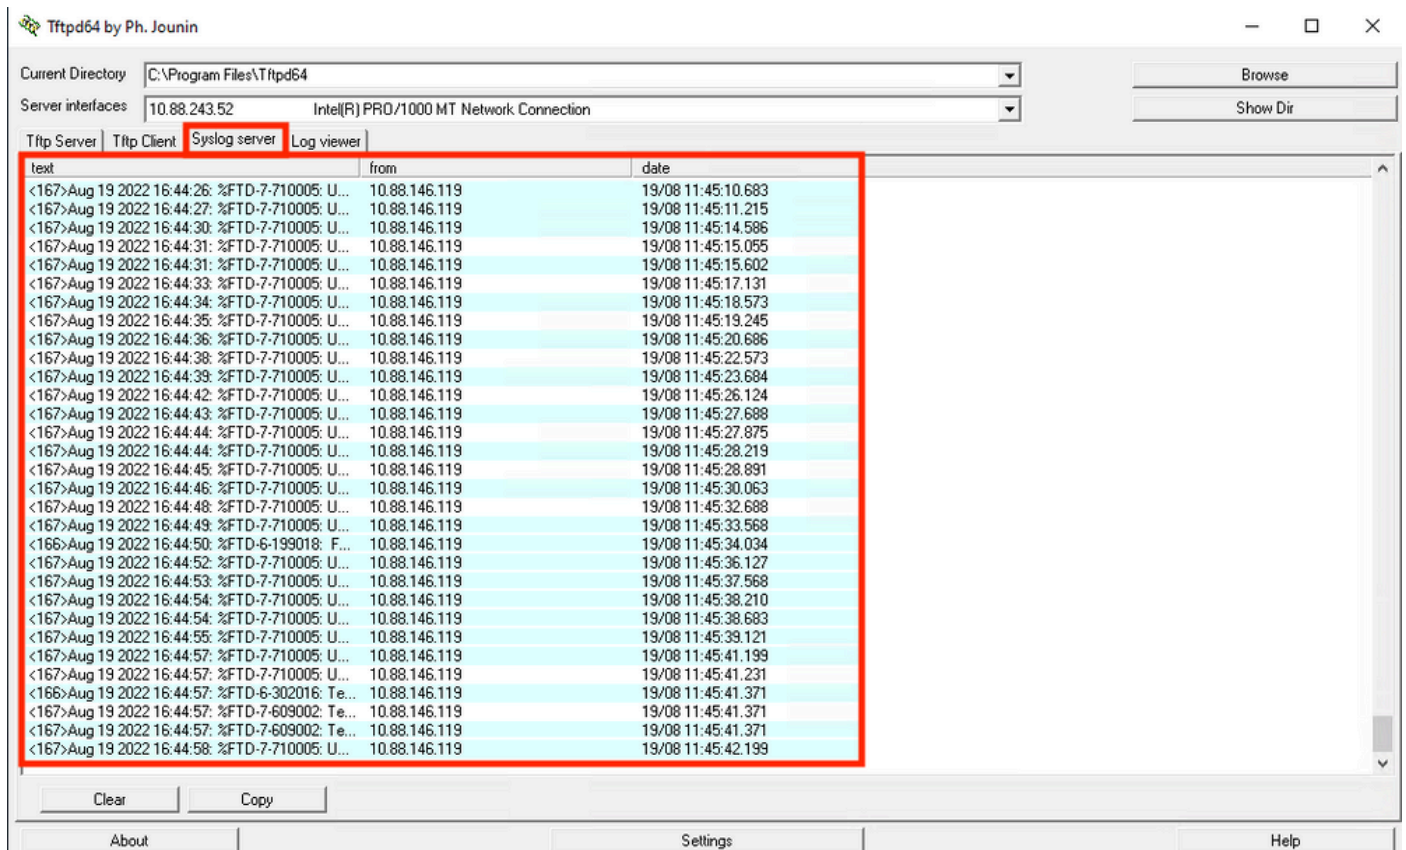 Tftpd64 by Ph. Jounin
Current Directory C:\Program Files\Tftpd64 Browse
Server interfaces 10.88.243.52 Intel(R) PRO/1000 MT Network Connection Show Dir
Tftp Server Tftp Client Syslog server Log viewer
text from date
<167>Aug 19 2022 16:44:26: %FTD-7-710005: U... 10.88.146.119 19/08 11:45:10.683
<167>Aug 19 2022 16:44:27: %FTD-7-710005: U... 10.88.146.119 19/08 11:45:11.215
<167>Aug 19 2022 16:44:30: %FTD-7-710005: U... 10.88.146.119 19/08 11:45:14.586
<167>Aug 19 2022 16:44:31: %FTD-7-710005: U... 10.88.146.119 19/08 11:45:15.055
<167>Aug 19 2022 16:44:31: %FTD-7-710005: U... 10.88.146.119 19/08 11:45:15.602
<167>Aug 19 2022 16:44:33: %FTD-7-710005: U... 10.88.146.119 19/08 11:45:17.131
<167>Aug 19 2022 16:44:34: %FTD-7-710005: U... 10.88.146.119 19/08 11:45:18.573
<167>Aug 19 2022 16:44:35: %FTD-7-710005: U... 10.88.146.119 19/08 11:45:19.245
<167>Aug 19 2022 16:44:36: %FTD-7-710005: U... 10.88.146.119 19/08 11:45:20.686
<167>Aug 19 2022 16:44:38: %FTD-7-710005: U... 10.88.146.119 19/08 11:45:22.573
<167>Aug 19 2022 16:44:39: %FTD-7-710005: U... 10.88.146.119 19/08 11:45:23.684
<167>Aug 19 2022 16:44:42: %FTD-7-710005: U... 10.88.146.119 19/08 11:45:26.124
<167>Aug 19 2022 16:44:43: %FTD-7-710005: U... 10.88.146.119 19/08 11:45:27.688
<167>Aug 19 2022 16:44:44: %FTD-7-710005: U... 10.88.146.119 19/08 11:45:27.875
<167>Aug 19 2022 16:44:44: %FTD-7-710005: U... 10.88.146.119 19/08 11:45:28.219
<167>Aug 19 2022 16:44:45: %FTD-7-710005: U... 10.88.146.119 19/08 11:45:28.891
<167>Aug 19 2022 16:44:46: %FTD-7-710005: U... 10.88.146.119 19/08 11:45:30.063
<167>Aug 19 2022 16:44:48: %FTD-7-710005: U... 10.88.146.119 19/08 11:45:32.688
<167>Aug 19 2022 16:44:49: %FTD-7-710005: U... 10.88.146.119 19/08 11:45:33.568
<166>Aug 19 2022 16:44:50: %FTD-6-199018: F... 10.88.146.119 19/08 11:45:34.034
<167>Aug 19 2022 16:44:52: %FTD-7-710005: U... 10.88.146.119 19/08 11:45:36.127
<167>Aug 19 2022 16:44:53: %FTD-7-710005: U... 10.88.146.119 19/08 11:45:37.568
<167>Aug 19 2022 16:44:54: %FTD-7-710005: U... 10.88.146.119 19/08 11:45:38.210
<167>Aug 19 2022 16:44:54: %FTD-7-710005: U... 10.88.146.119 19/08 11:45:38.683
<167>Aug 19 2022 16:44:55: %FTD-7-710005: U... 10.88.146.119 19/08 11:45:39.121
<167>Aug 19 2022 16:44:57: %FTD-7-710005: U... 10.88.146.119 19/08 11:45:41.199
<167>Aug 19 2022 16:44:57: %FTD-7-710005: U... 10.88.146.119 19/08 11:45:41.231
<166>Aug 19 2022 16:44:57: %FTD-6-302016: Te... 10.88.146.119 19/08 11:45:41.371
<167>Aug 19 2022 16:44:57: %FTD-7-609002: Te... 10.88.146.119 19/08 11:45:41.371
<167>Aug 19 2022 16:44:57: %FTD-7-609002: Te... 10.88.146.119 19/08 11:45:41.371
<167>Aug 19 2022 16:44:58: %FTD-7-710005: U... 10.88.146.119 19/08 11:45:42.199
Clear Copy
About Settings Help